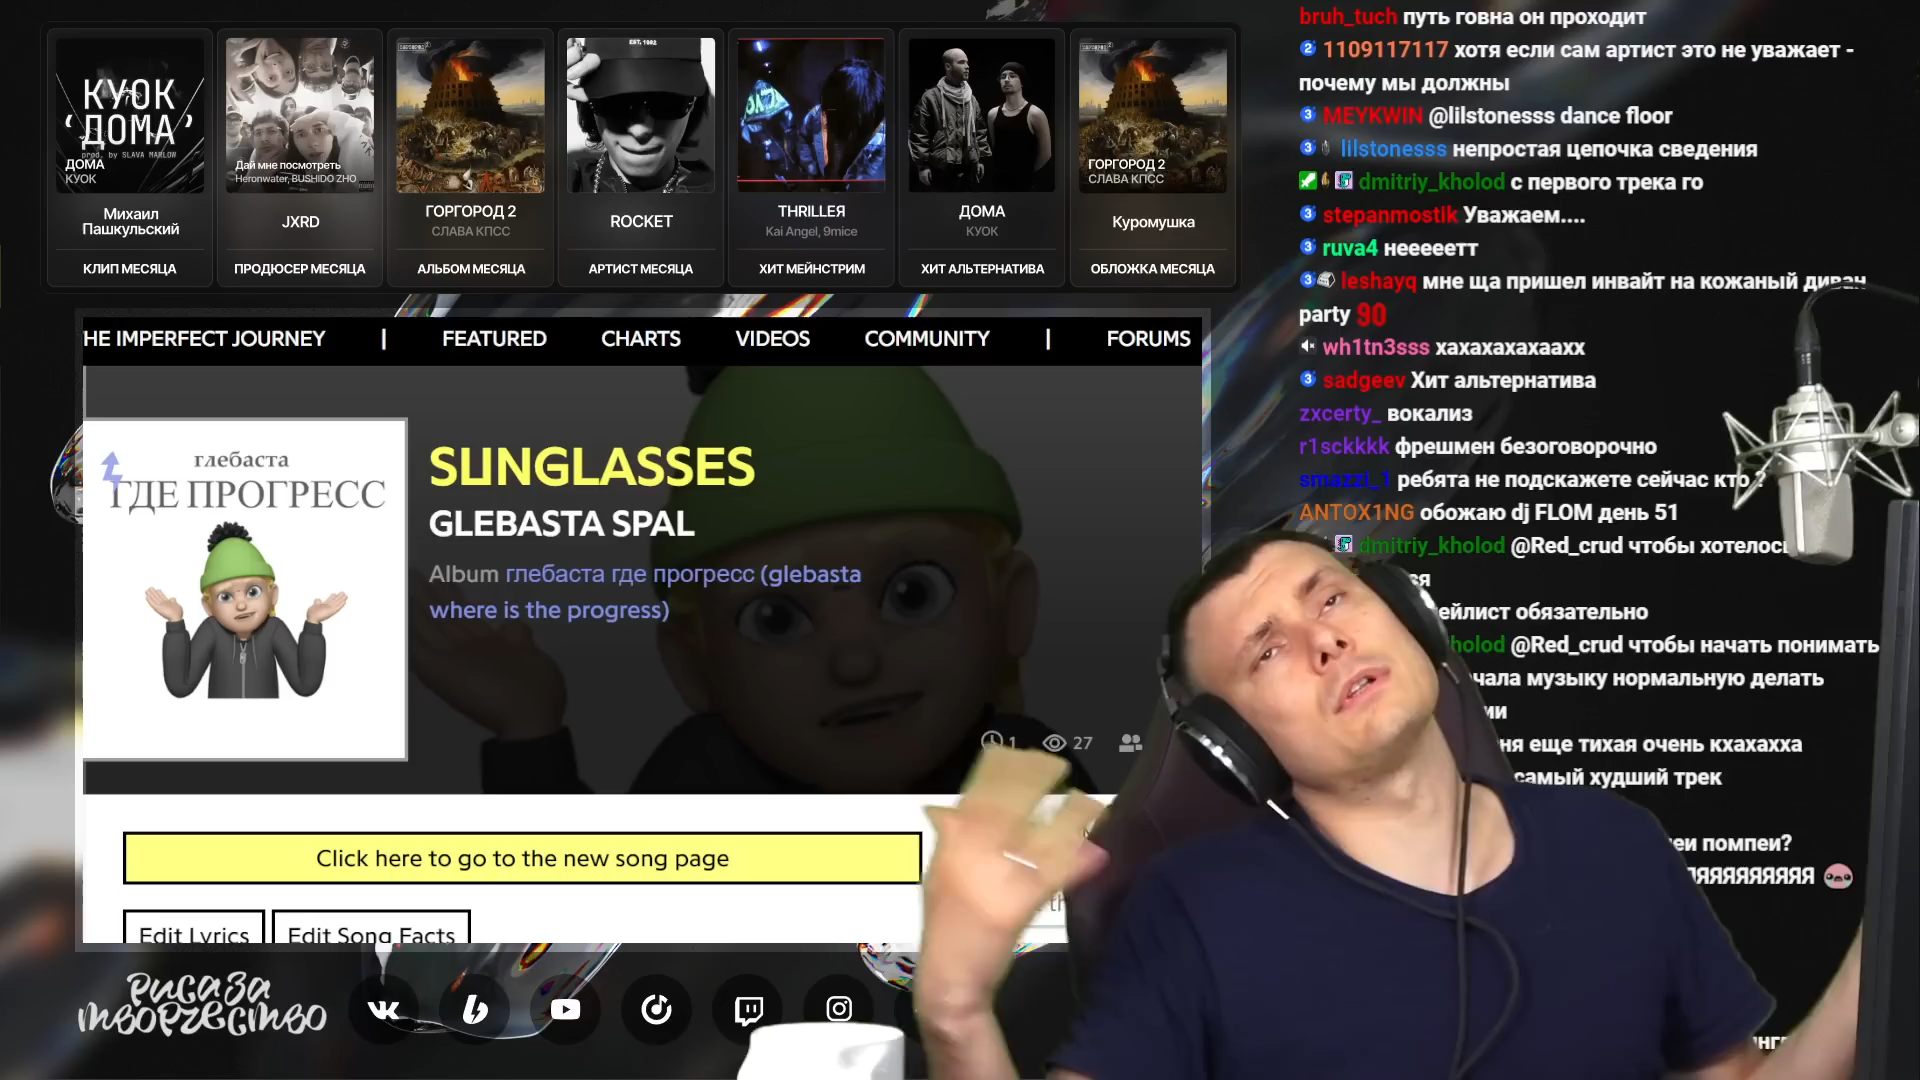 КУОК
‘ ДОМА ’
prod. by SLAVA MARLOW
ДОМА
КУОК
Михаил
Пашкульский
КЛИП МЕСЯЦА
Дай мне посмотреть
Heronwater, BUSHIDO ZHO
JXRD
ПРОДЮСЕР МЕСЯЦА
ГОРГОРОД 2
СЛАВА КПСС
АЛЬБОМ МЕСЯЦА
EST. 1992
ROCKET
АРТИСТ МЕСЯЦА
THRILLEЯ
Kai Angel, 9mice
ХИТ МЕЙНСТРИМ
ДОМА
КУОК
ХИТ АЛЬТЕРНАТИВА
ГОРГОРОД 2
СЛАВА КПСС
Куромушка
ОБЛОЖКА МЕСЯЦА
HE IMPERFECT JOURNEY | FEATURED CHARTS VIDEOS COMMUNITY | FORUMS
глебаста
ГДЕ ПРОГРЕСС
SUNGLASSES
GLEBASTA SPAL
Album глебаста где прогресс (glebasta
where is the progress)
1 27
Click here to go to the new song page
Edit Lyrics Edit Song Facts
РИСАЗА
ТВОРЧЕСТВО
bruh_tuch путь говна он проходит
2 1109117117 хотя если сам артист это не уважает -
почему мы должны
3 MEYKWIN @lilstonesss dance floor
3 lilstonesss непростая цепочка сведения
dmitriy_kholod с первого трека го
3 stepanmostik Уважаем....
3 ruva4 нееееетт
3 leshayq мне ща пришел инвайт на кожаный диван
party 90
wh1tn3sss хахахахахаахх
3 sadgeev Хит альтернатива
zxcerty_ вокализ
r1sckkkk фрешмен безоговорочно
smazzi_1 ребята не подскажете сейчас кто ?
ANTOX1NG обожаю dj FLOM день 51
dmitriy_kholod @Red_crud чтобы хотелось
ся
ейлист обязательно
holod @Red_crud чтобы начать понимать
чала музыку нормальную делать
ии
ня еще тихая очень кхахахха
самый худший трек
еи помпеи?
ЛЯЯЯЯЯЯЯЯЯ